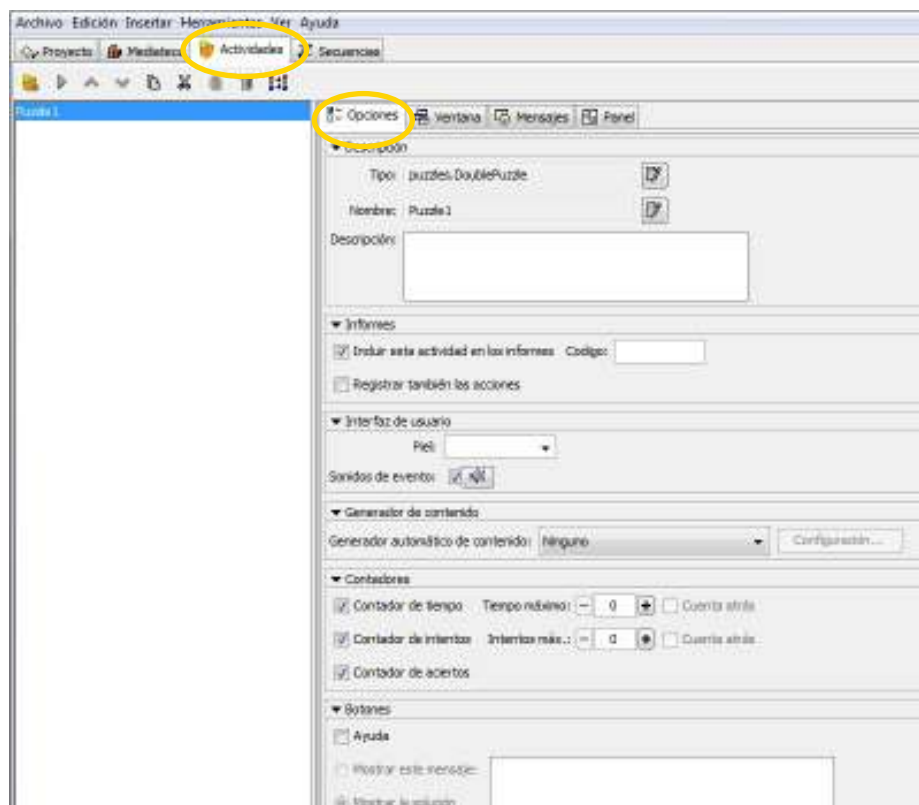 Archivo Edición Insertar Herramientas Ver Ayuda
Proyecto Mediateca Actividades Secuencias
Puzzle1
Opciones Ventana Mensajes Panel
Descripción
Tipo: puzzles.DoublePuzzle
Nombre: Puzzle1
Descripción:
Informes
Incluir esta actividad en los informes Codigo:
Registrar también las acciones
Interfaz de usuario
Piel:
Sonidos de evento:
Generador de contenido
Generador automático de contenido: Ninguno Configuración...
Contadores
Contador de tiempo Tiempo máximo: 0 Cuenta atrás
Contador de intentos Intentos máx.: 0 Cuenta atrás
Contador de aciertos
Botones
Ayuda
Mostrar este mensaje:
Mostrar la solución